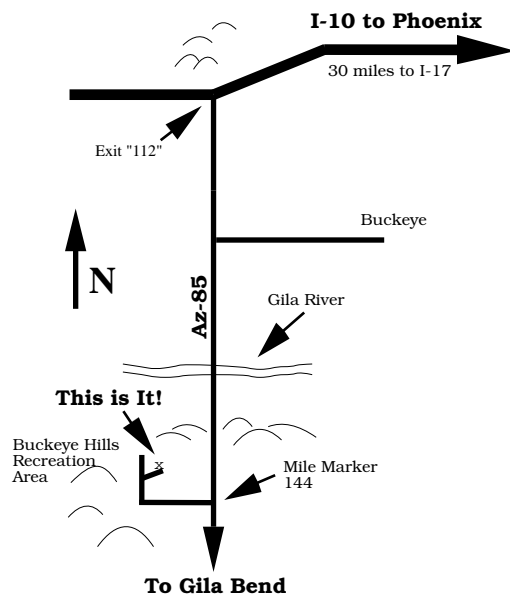 I-10 to Phoenix
30 miles to I-17
Exit "112"
Buckeye
N
Az-85
Gila River
This is It!
Buckeye Hills
Recreation
Area
x
Mile Marker
144
To Gila Bend